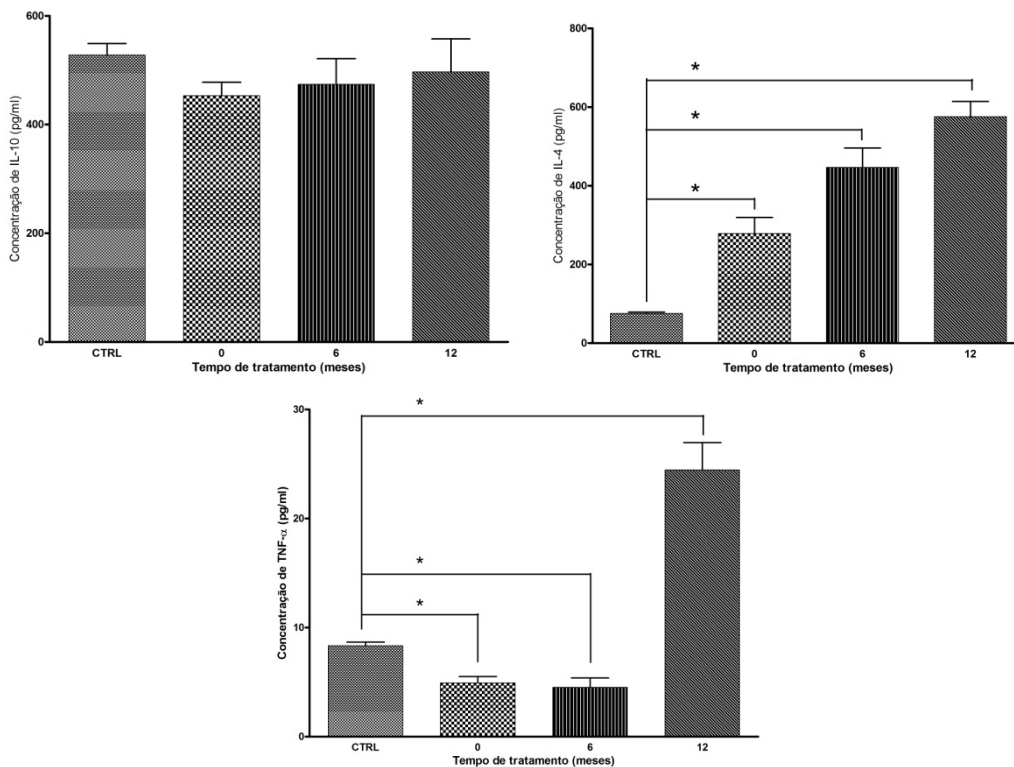 600
400
200
0
Concentração de IL-10 (pg/ml)
CTRL 0 6 12
Tempo de tratamento (meses)
800
600
400
200
0
Concentração de IL-4 (pg/ml)
*
*
*
CTRL 0 6 12
Tempo de tratamento (meses)
30
20
10
0
Concentração de TNF-α (pg/ml)
*
*
*
CTRL 0 6 12
Tempo de tratamento (meses)